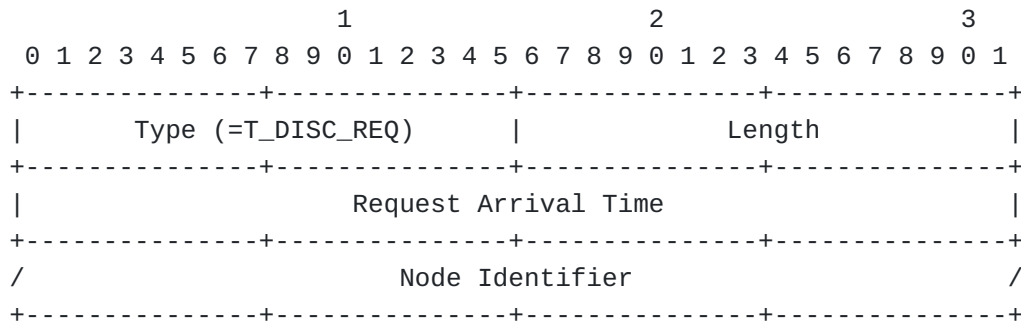 1                   2                   3
 0 1 2 3 4 5 6 7 8 9 0 1 2 3 4 5 6 7 8 9 0 1 2 3 4 5 6 7 8 9 0 1
+---------------+---------------+---------------+---------------+
|       Type (=T_DISC_REQ)      |             Length            |
+---------------+---------------+---------------+---------------+
|                     Request Arrival Time                      |
+---------------+---------------+---------------+---------------+
/                        Node Identifier                        /
+---------------+---------------+---------------+---------------+